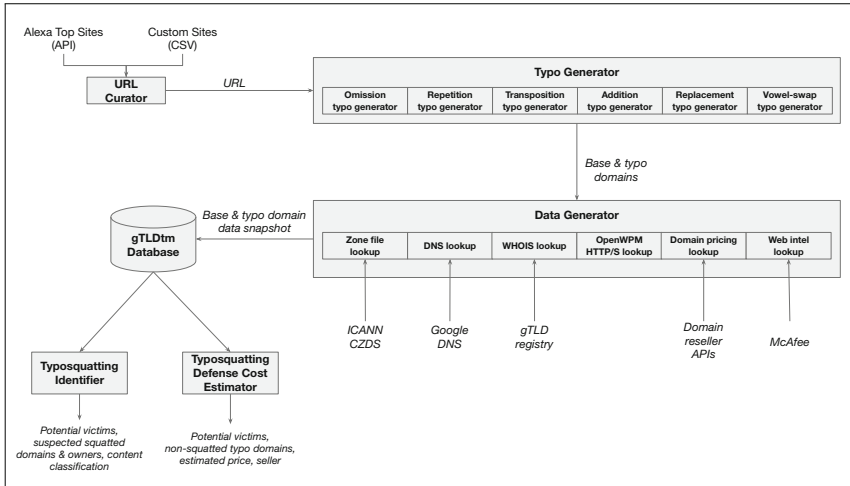 Alexa Top Sites
(API)
Custom Sites
(CSV)
URL
Curator
URL
Typo Generator
Omission
typo generator
Repetition
typo generator
Transposition
typo generator
Addition
typo generator
Replacement
typo generator
Vowel-swap
typo generator
Base & typo
domains
Data Generator
Zone file
lookup
DNS lookup
WHOIS lookup
OpenWPM
HTTP/S lookup
Domain pricing
lookup
Web intel
lookup
Base & typo domain
data snapshot
gTLDtm
Database
ICANN
CZDS
Google
DNS
gTLD
registry
Domain
reseller
APIs
McAfee
Typosquatting
Identifier
Typosquatting
Defense Cost
Estimator
Potential victims,
suspected squatted
domains & owners, content
classification
Potential victims,
non-squatted typo domains,
estimated price, seller